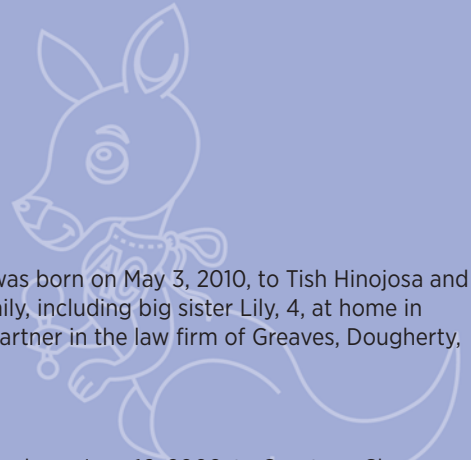 was born on May 3, 2010, to Tish Hinojosa and
ily, including big sister Lily, 4, at home in
artner in the law firm of Greaves, Dougherty,